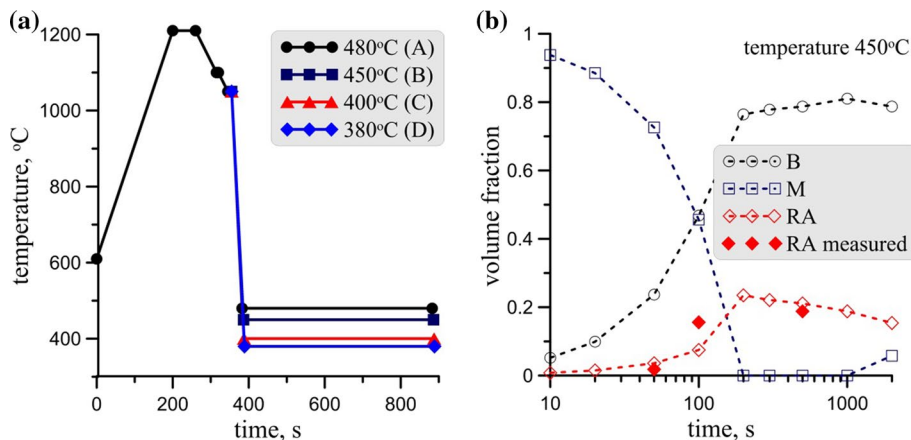 (a)
temperature, °C
1200
1000
800
600
400
0
200
400
600
800
time, s
480°C (A)
450°C (B)
400°C (C)
380°C (D)
(b)
volume fraction
1
0.8
0.6
0.4
0.2
0
10
100
1000
time, s
temperature 450°C
B
M
RA
RA measured